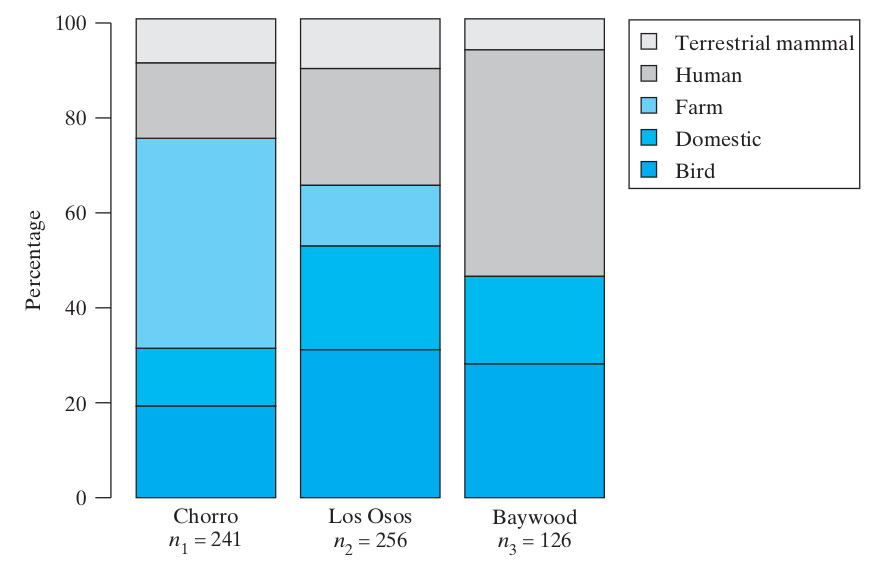 100
80
60
40
20
0
Percentage
Terrestrial mammal
Human
Farm
Domestic
Bird
Chorro
n₁ = 241
Los Osos
n₂ = 256
Baywood
n₃ = 126